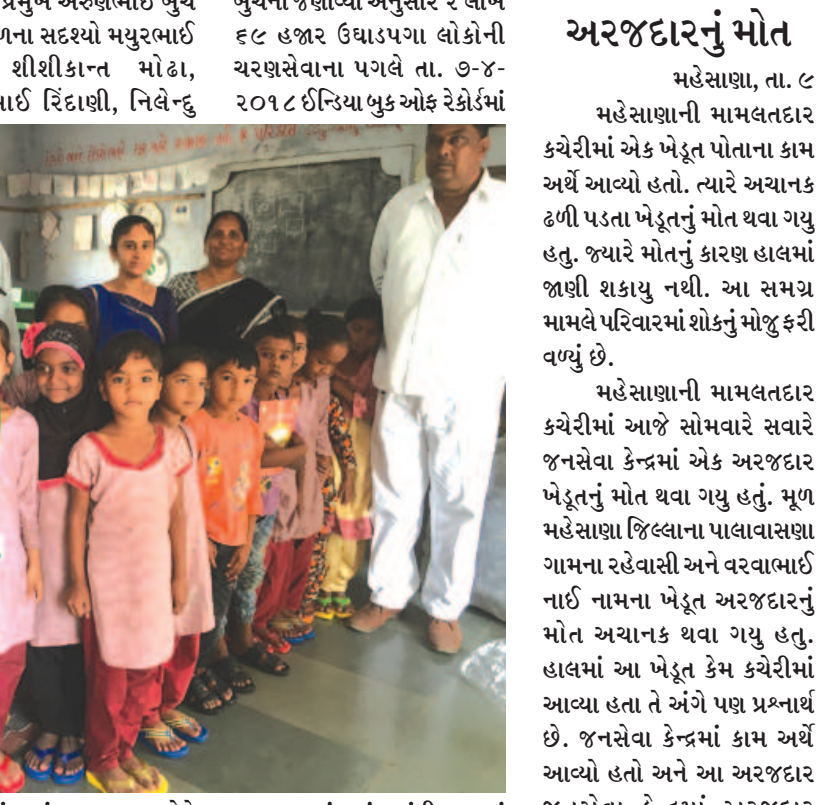 પ્રમુખ અરુણભાઈ બુચ
ળના સદશ્યો મયુરભાઈ
શીશીકાન્ત મોઢા,
ભાઈ રિંદાણી, નિલેન્દુ
બુચના જણાવ્યા અનુસાર ૨ લાખ
૬૯ હજાર ઉઘાડપગા લોકોની
ચરણસેવાના પગલે તા. ૭-૪-
૨૦૧૮ ઈન્ડિયા બુક ઓફ રેકોર્ડમાં
અરજદારનું મોત
મહેસાણા, તા. ૯
મહેસાણાની મામલતદાર
કચેરીમાં એક ખેડૂત પોતાના કામ
અર્થે આવ્યો હતો. ત્યારે અચાનક
ઢળી પડતા ખેડૂતનું મોત થવા ગયુ
હતુ. જ્યારે મોતનું કારણ હાલમાં
જાણી શકાયુ નથી. આ સમગ્ર
મામલે પરિવારમાં શોકનું મોજુ ફરી
વળ્યું છે.
મહેસાણાની મામલતદાર
કચેરીમાં આજે સોમવારે સવારે
જનસેવા કેન્દ્રમાં એક અરજદાર
ખેડૂતનું મોત થવા ગયુ હતું. મૂળ
મહેસાણા જિલ્લાના પાલાવાસણા
ગામના રહેવાસી અને વરવાભાઈ
નાઈ નામના ખેડૂત અરજદારનું
મોત અચાનક થવા ગયુ હતુ.
હાલમાં આ ખેડૂત કેમ કચેરીમાં
આવ્યા હતા તે અંગે પણ પ્રશ્નાર્થ
છે. જનસેવા કેન્દ્રમાં કામ અર્થે
આવ્યો હતો અને આ અરજદાર